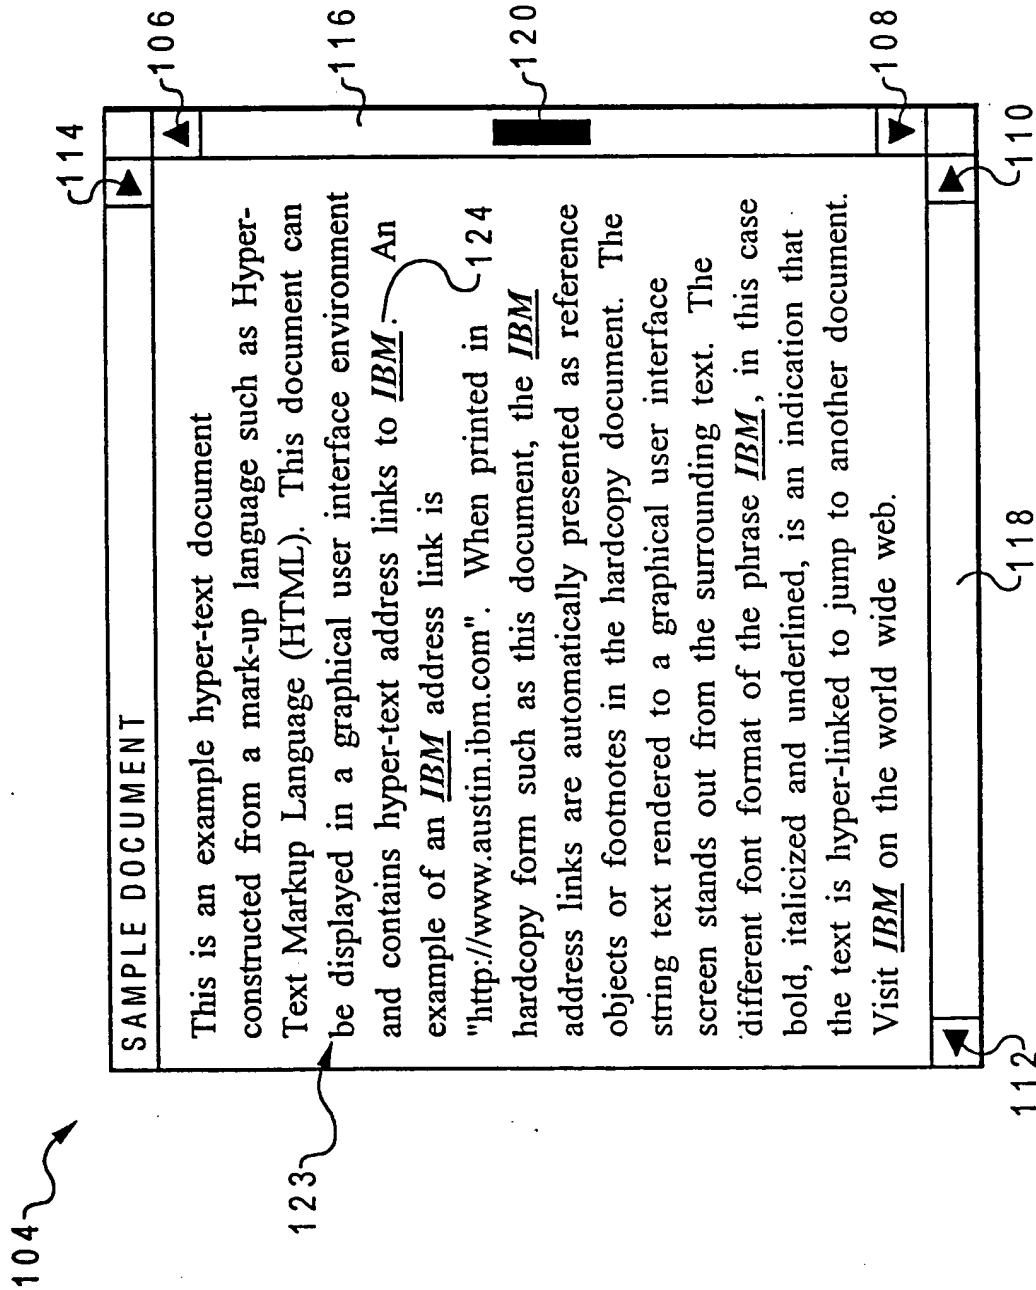 104
SAMPLE DOCUMENT
114
106
116
120
108
This is an example hyper-text document
constructed from a mark-up language such as Hyper-
Text Markup Language (HTML). This document can
be displayed in a graphical user interface environment
and contains hyper-text address links to IBM. An
example of an IBM address link is
"http://www.austin.ibm.com". When printed in
hardcopy form such as this document, the IBM
address links are automatically presented as reference
objects or footnotes in the hardcopy document. The
string text rendered to a graphical user interface
screen stands out from the surrounding text. The
different font format of the phrase IBM, in this case
bold, italicized and underlined, is an indication that
the text is hyper-linked to jump to another document.
Visit IBM on the world wide web.
123
124
112
118
110